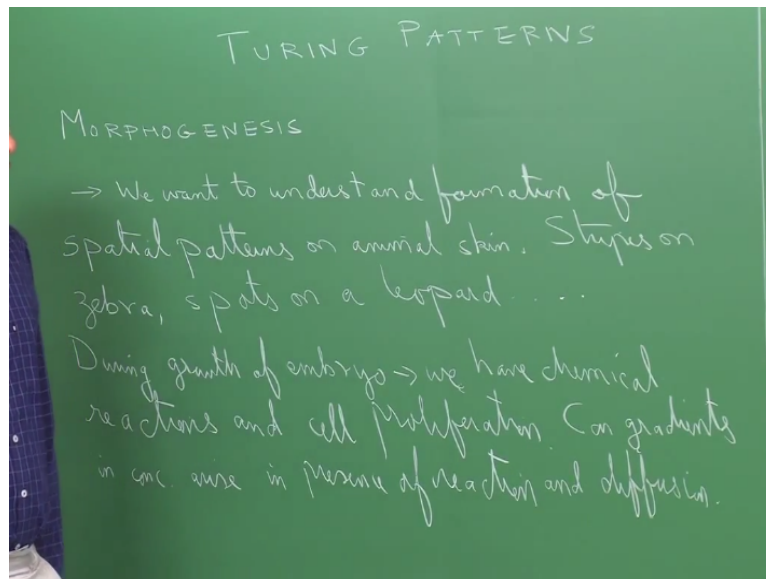 TURING PATTERNS
MORPHOGENESIS
→ We want to understand formation of
spatial patterns on animal skin. Stripes on
zebra, spots on a leopard .....
During growth of embryo → we have chemical
reactions and cell proliferation Can gradients
in conc. arise in presence of reaction and diffusion.